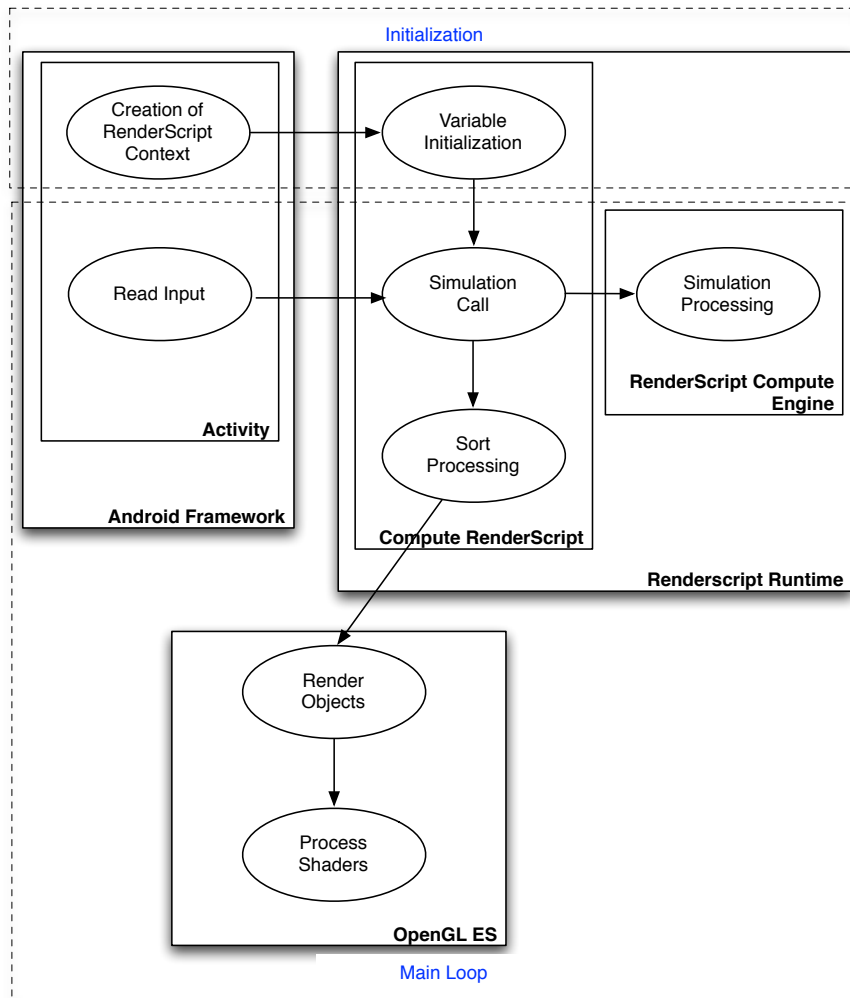 Initialization
Creation of
RenderScript
Context
Variable
Initialization
Read Input
Simulation
Call
Simulation
Processing
RenderScript Compute
Engine
Activity
Sort
Processing
Android Framework
Compute RenderScript
Renderscript Runtime
Render
Objects
Process
Shaders
OpenGL ES
Main Loop